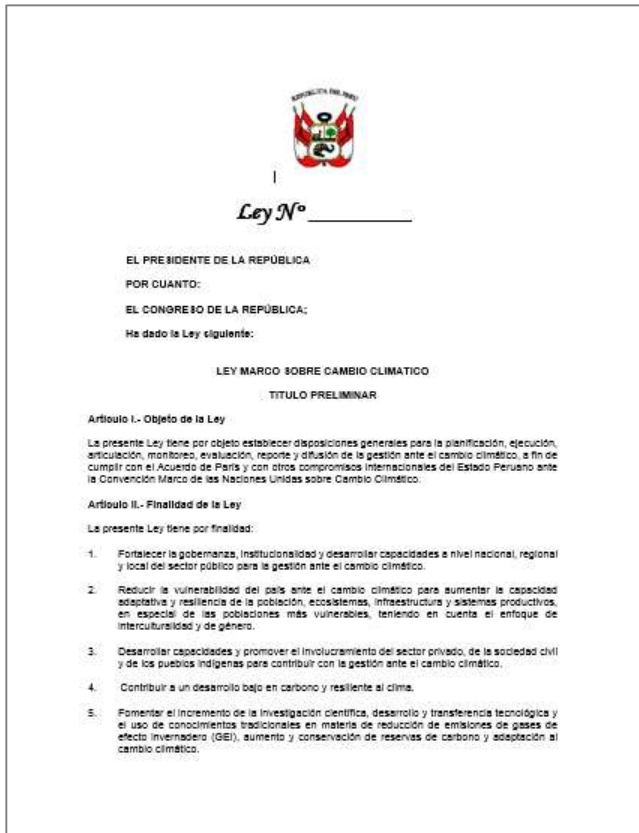 REPÚBLICA DEL PERÚ
Ley Nº __________
EL PRESIDENTE DE LA REPÚBLICA
POR CUANTO:
EL CONGRESO DE LA REPÚBLICA;
Ha dado la Ley siguiente:
LEY MARCO SOBRE CAMBIO CLIMATICO
TITULO PRELIMINAR
Artículo I.- Objeto de la Ley
La presente Ley tiene por objeto establecer disposiciones generales para la planificación, ejecución,
articulación, monitoreo, evaluación, reporte y difusión de la gestión ante el cambio climático, a fin de
cumplir con el Acuerdo de París y con otros compromisos internacionales del Estado Peruano ante
la Convención Marco de las Naciones Unidas sobre Cambio Climático.
Artículo II.- Finalidad de la Ley
La presente Ley tiene por finalidad:
1. Fortalecer la gobernanza, institucionalidad y desarrollar capacidades a nivel nacional, regional
y local del sector público para la gestión ante el cambio climático.
2. Reducir la vulnerabilidad del país ante el cambio climático para aumentar la capacidad
adaptativa y resiliencia de la población, ecosistemas, infraestructura y sistemas productivos,
en especial de las poblaciones más vulnerables, teniendo en cuenta el enfoque de
interculturalidad y de género.
3. Desarrollar capacidades y promover el involucramiento del sector privado, de la sociedad civil
y de los pueblos indígenas para contribuir con la gestión ante el cambio climático.
4. Contribuir a un desarrollo bajo en carbono y resiliente al clima.
5. Fomentar el incremento de la investigación científica, desarrollo y transferencia tecnológica y
el uso de conocimientos tradicionales en materia de reducción de emisiones de gases de
efecto invernadero (GEI), aumento y conservación de reservas de carbono y adaptación al
cambio climático.